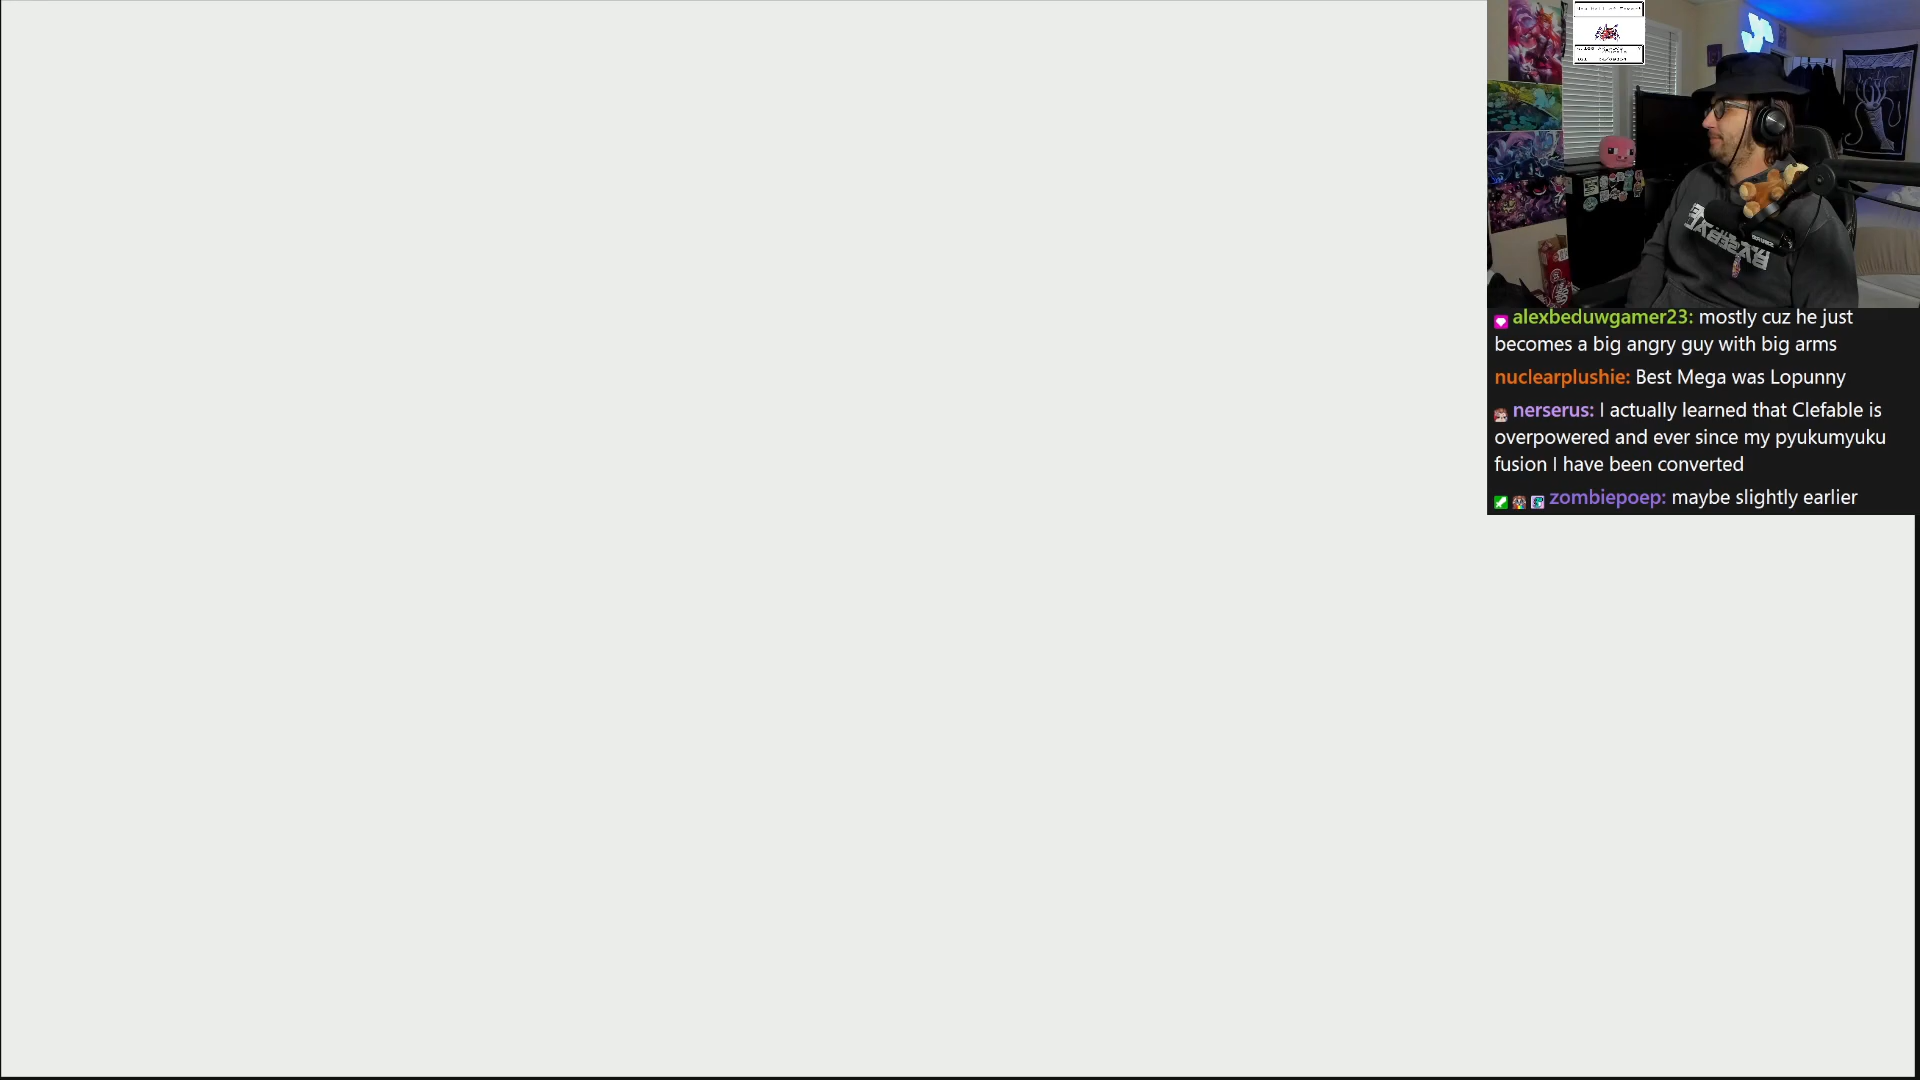 alexbeduwgamer23: mostly cuz he just
becomes a big angry guy with big arms
nuclearplushie: Best Mega was Lopunny
nerserus: I actually learned that Clefable is
overpowered and ever since my pyukumyuku
fusion I have been converted
zombiepoep: maybe slightly earlier